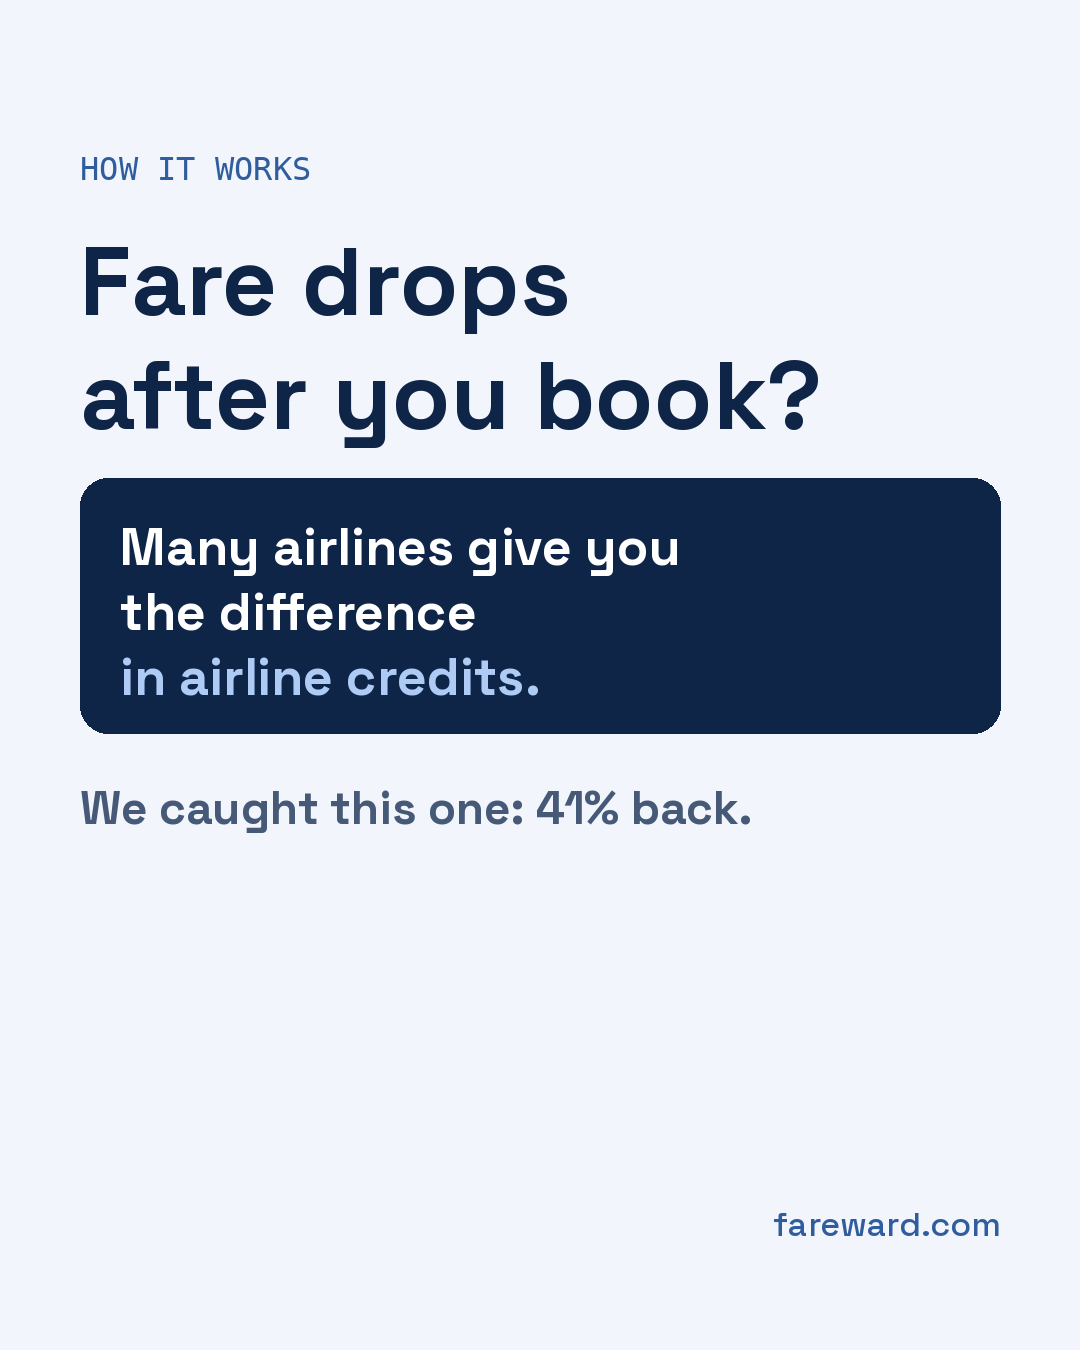 HOW IT WORKS
Fare drops
after you book?
Many airlines give you
the difference
in airline credits.
We caught this one: 41% back.
fareward.com